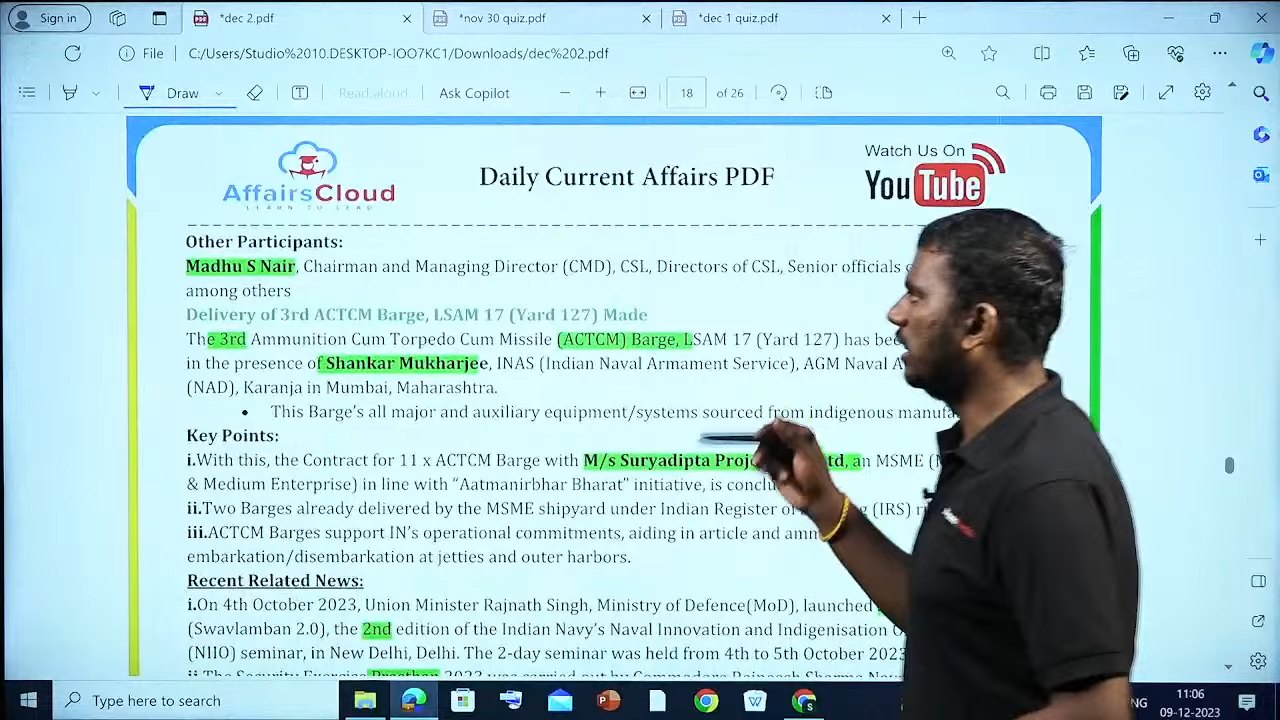 Sign in
*dec 2.pdf
*nov 30 quiz.pdf
*dec 1 quiz.pdf
File
C:/Users/Studio%2010.DESKTOP-iOO7KC1/Downloads/dec%202.pdf
Draw
Read aloud
Ask Copilot
18 of 26
AffairsCloud
LEARN TO LEAD
Daily Current Affairs PDF
Watch Us On
YouTube
Other Participants:
Madhu S Nair, Chairman and Managing Director (CMD), CSL, Directors of CSL, Senior officials
among others
Delivery of 3rd ACTCM Barge, LSAM 17 (Yard 127) Made
The 3rd Ammunition Cum Torpedo Cum Missile (ACTCM) Barge, LSAM 17 (Yard 127) has
in the presence of Shankar Mukharjee, INAS (Indian Naval Armament Service), AGM Naval
(NAD), Karanja in Mumbai, Maharashtra.
• This Barge's all major and auxiliary equipment/systems sourced from indigenous
Key Points:
i.With this, the Contract for 11 x ACTCM Barge with M/s Suryadipta an MSME
& Medium Enterprise) in line with “Aatmanirbhar Bharat” initiative, is
ii.Two Barges already delivered by the MSME shipyard under Indian Register (IRS)
iii.ACTCM Barges support IN's operational commitments, aiding in article and
embarkation/disembarkation at jetties and outer harbors.
Recent Related News:
i.On 4th October 2023, Union Minister Rajnath Singh, Ministry of Defence(MoD), launched
(Swavlamban 2.0), the 2nd edition of the Indian Navy's Naval Innovation and Indigenisation
(NIIO) seminar, in New Delhi, Delhi. The 2-day seminar was held from 4th to 5th October 2023
Type here to search
11:06
09-12-2023